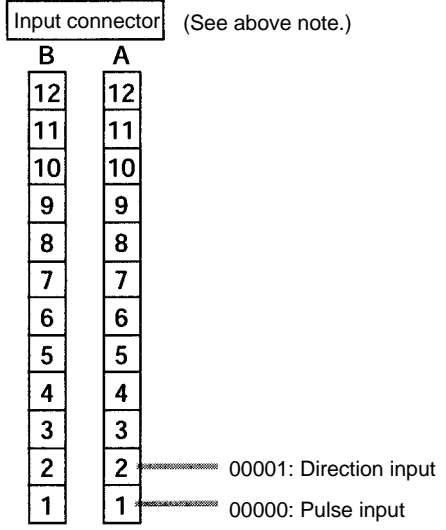 Input connector (See above note.)
B A
12 12
11 11
10 10
9 9
8 8
7 7
6 6
5 5
4 4
3 3
2 2 00001: Direction input
1 1 00000: Pulse input